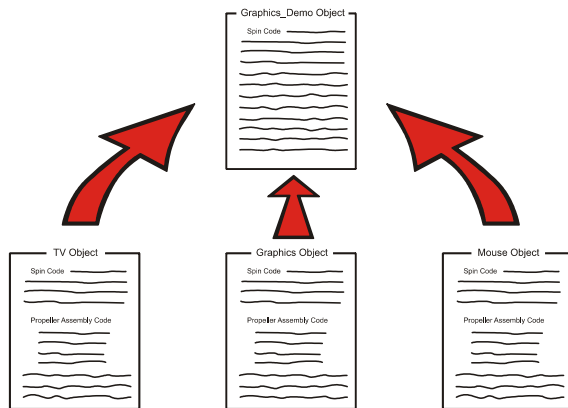 Graphics_Demo Object
Spin Code
TV Object
Spin Code
Propeller Assembly Code
Graphics Object
Spin Code
Propeller Assembly Code
Mouse Object
Spin Code
Propeller Assembly Code